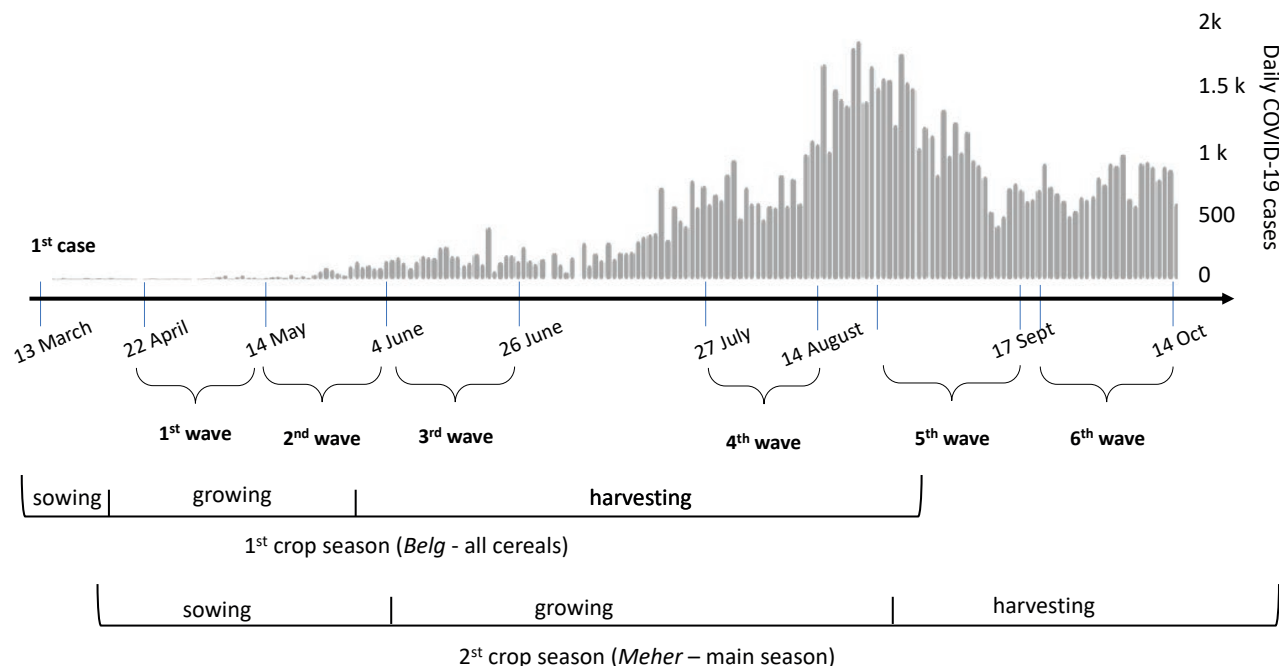 2k
1.5 k
1 k
500
0
Daily COVID-19 cases
1st case
13 March
22 April
14 May
4 June
26 June
27 July
14 August
17 Sept
14 Oct
1st wave
2nd wave
3rd wave
4th wave
5th wave
6th wave
sowing
growing
harvesting
1st crop season (Belg - all cereals)
sowing
growing
harvesting
2st crop season (Meher – main season)